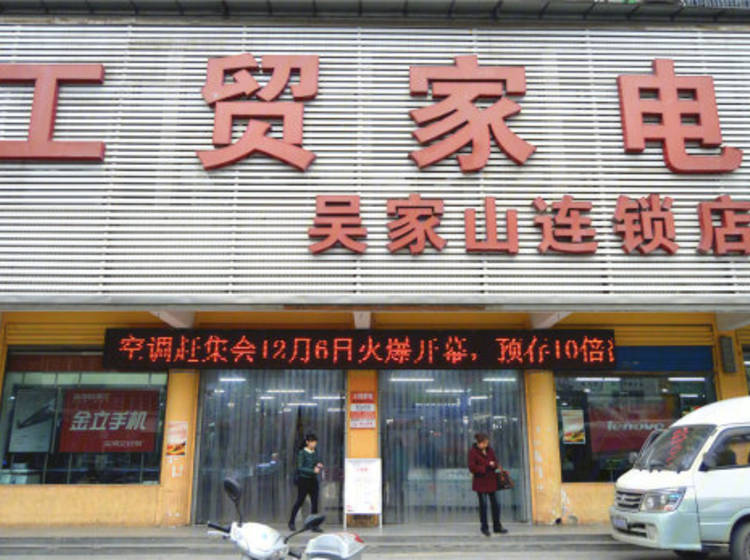 工贸家电
吴家山连锁店
空调赶集会12月6日火爆开幕，预存10倍
金立手机
lenovo